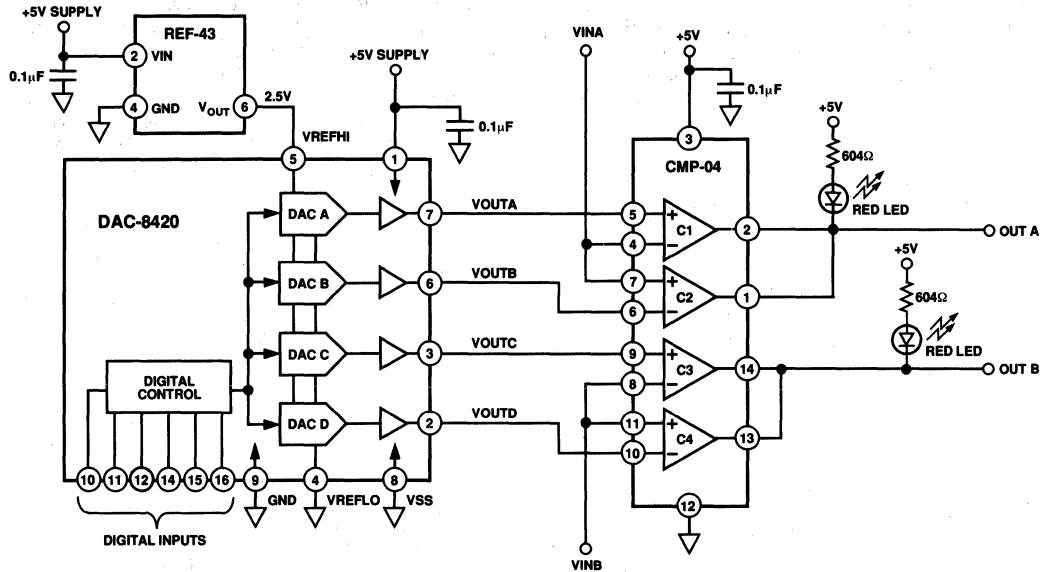 +5V SUPPLY
REF-43
2 VIN
0.1μF
4 GND
VOUT 6
2.5V
VREFHI
+5V SUPPLY
0.1μF
5
1
DAC-8420
DAC A
7
VOUTA
DAC B
6
VOUTB
DAC C
3
VOUTC
DAC D
2
VOUTD
DIGITAL
CONTROL
10 11 12 14 15 16
9 GND
4 VREFLO
8 VSS
DIGITAL INPUTS
VINA
+5V
0.1μF
3
CMP-04
5 +
4 –
C1
2
7 +
6 –
C2
1
9 +
8 –
C3
14
11 +
10 –
C4
13
12
VINB
+5V
604Ω
RED LED
OUT A
+5V
604Ω
RED LED
OUT B